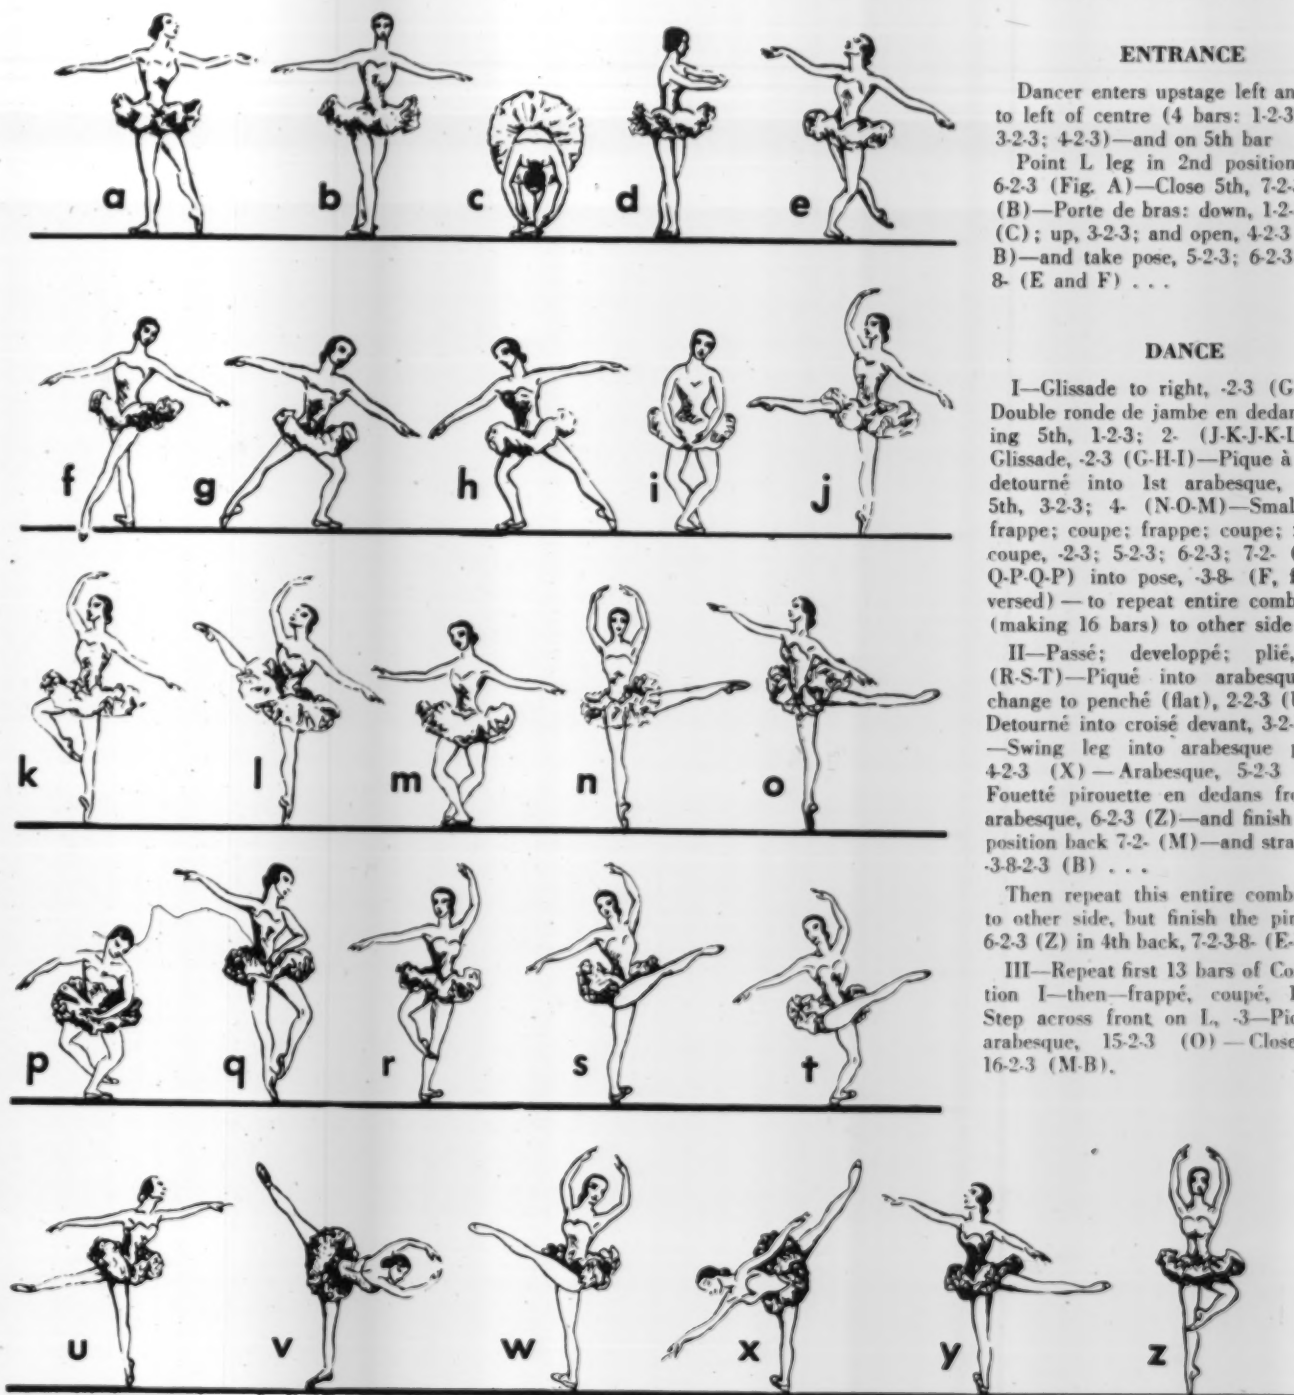 a b c d e
f g h i j
k l m n o
p q r s t
u v w x y z
ENTRANCE
Dancer enters upstage left an
to left of centre (4 bars: 1-2-3
3-2-3; 4-2-3)—and on 5th bar
Point L leg in 2nd position
6-2-3 (Fig. A)—Close 5th, 7-2-
(B)—Porte de bras: down, 1-2-
(C); up, 3-2-3; and open, 4-2-3
B)—and take pose, 5-2-3; 6-2-3
8- (E and F) . . .
DANCE
I—Glissade to right, -2-3 (G
Double ronde de jambe en dedan
ing 5th, 1-2-3; 2- (J-K-J-K-L
Glissade, -2-3 (G-H-I)—Pique à
detourné into 1st arabesque,
5th, 3-2-3; 4- (N-O-M)—Smal
frappe; coupe; frappe; coupe;
coupe, -2-3; 5-2-3; 6-2-3; 7-2-
Q-P-Q-P) into pose, -3-8- (F, f
versed) — to repeat entire comb
(making 16 bars) to other side
II—Passé; developpé; plié,
(R-S-T)—Piqué into arabesqu
change to penché (flat), 2-2-3 (U
Detourné into croisé devant, 3-2-
—Swing leg into arabesque p
4-2-3 (X) — Arabesque, 5-2-3
Fouetté pirouette en dedans fro
arabesque, 6-2-3 (Z)—and finish
position back 7-2- (M)—and stra
-3-8-2-3 (B) . . .
Then repeat this entire comb
to other side, but finish the pir
6-2-3 (Z) in 4th back, 7-2-3-8- (E-
III—Repeat first 13 bars of Co
tion I—then—frappé, coupé, 1
Step across front on L, -3—Pic
arabesque, 15-2-3 (O) — Close
16-2-3 (M-B).